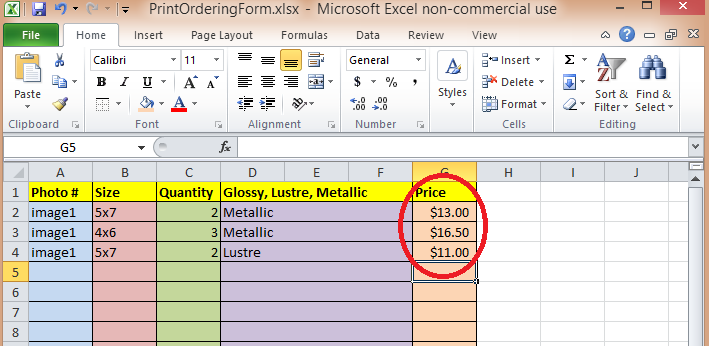 PrintOrderingForm.xlsx - Microsoft Excel non-commercial use
File Home Insert Page Layout Formulas Data Review View
Calibri 11 General Insert Σ
Paste B I U A A $ % , Styles Delete Sort & Filter Find & Select
A .00 .0 Format
Clipboard Font Alignment Number Cells Editing
G5 fx
A B C D E F G H I J
1 Photo # Size Quantity Glossy, Lustre, Metallic Price
2 image1 5x7 2 Metallic $13.00
3 image1 4x6 3 Metallic $16.50
4 image1 5x7 2 Lustre $11.00
5
6
7
8